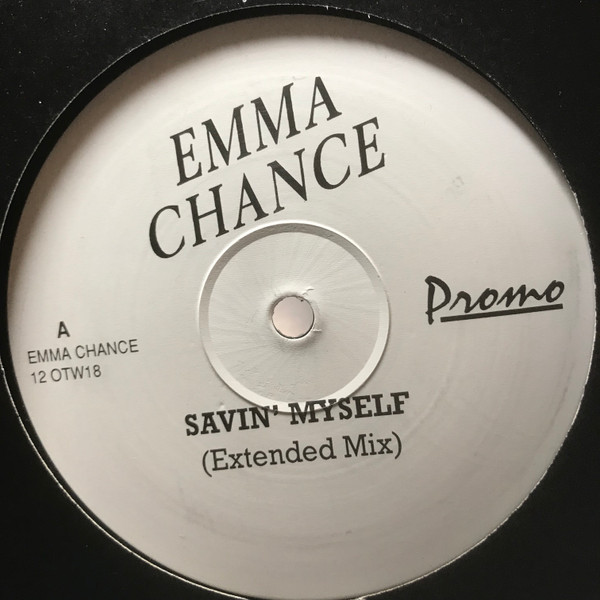 EMMA
CHANCE
Promo
A
EMMA CHANCE
12 OTW18
SAVIN' MYSELF
(Extended Mix)